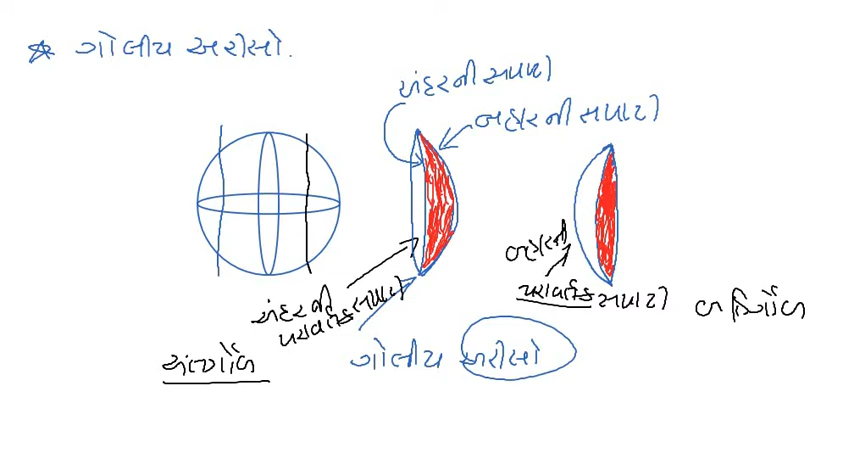 * ગોલીય અરીસો.
અંદરની સપાટી
બહારની સપાટી
બહારની
પરાવર્તક સપાટી
અંદરની
પરાવર્તક સપાટી
બહિર્ગોળ
અંતર્ગોળ
ગોલીય અરીસો